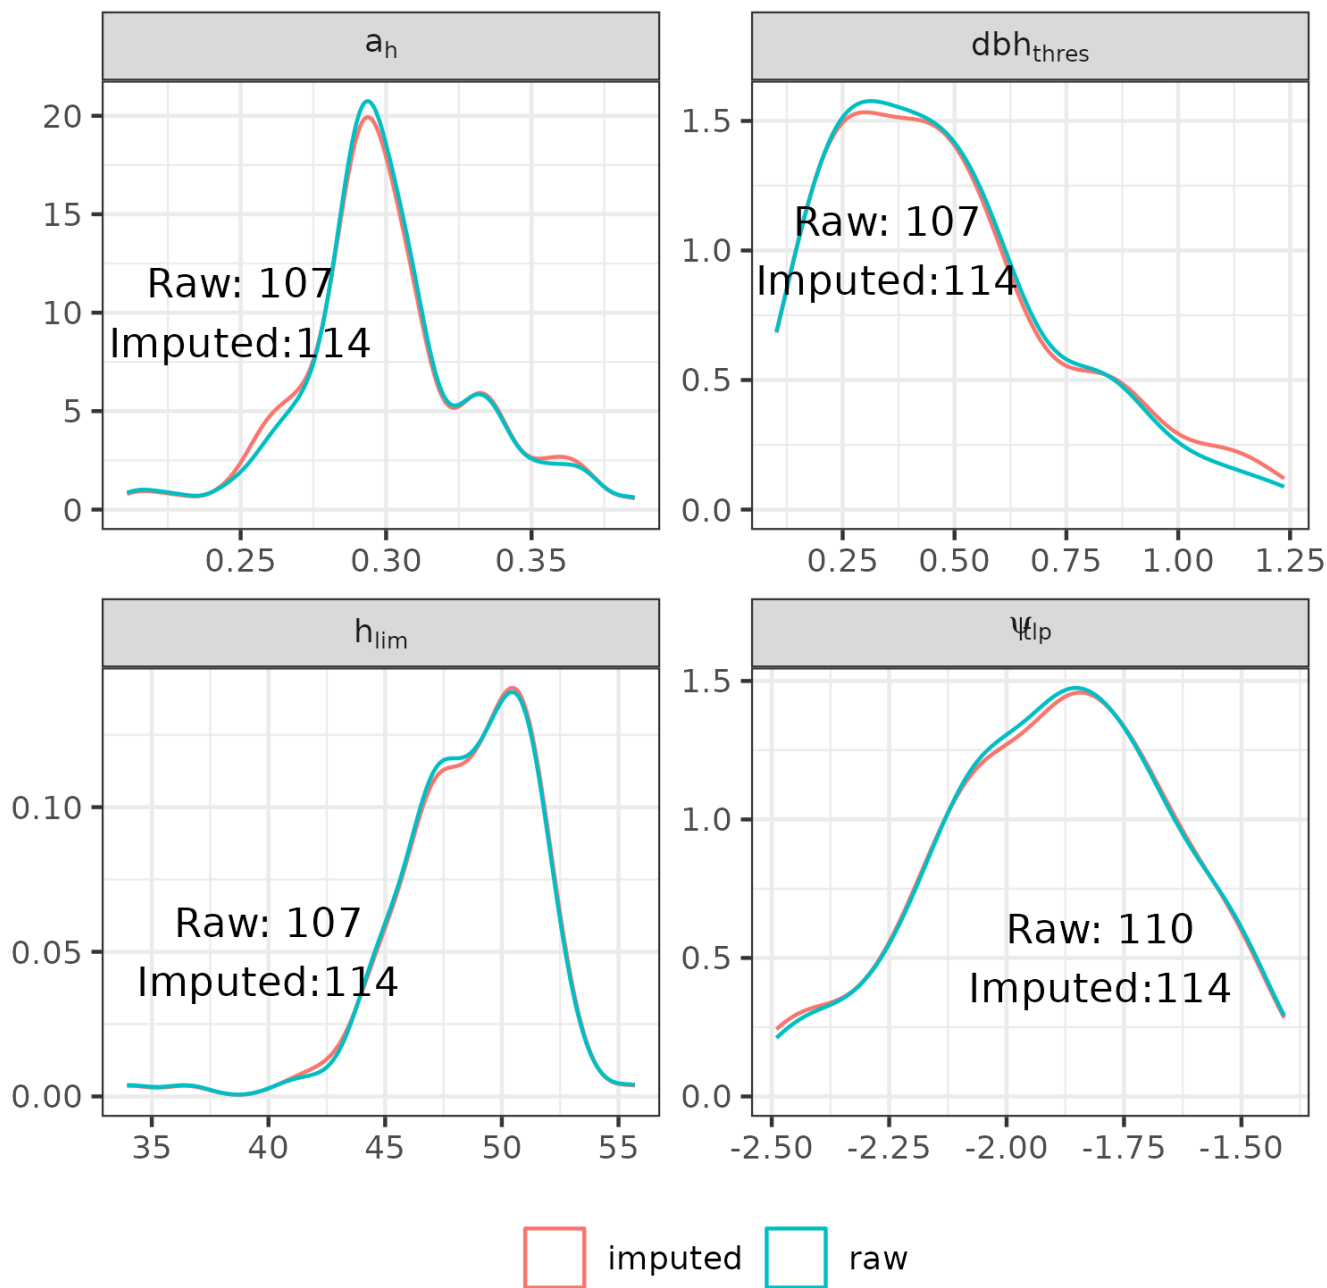 a_h
20
15
10
5
0
Raw: 107
Imputed:114
0.25 0.30 0.35
dbh_thres
1.5
1.0
0.5
0.0
Raw: 107
Imputed:114
0.25 0.50 0.75 1.00 1.25
h_lim
0.10
0.05
0.00
Raw: 107
Imputed:114
35 40 45 50 55
ψ_tlp
1.5
1.0
0.5
0.0
Raw: 110
Imputed:114
-2.50 -2.25 -2.00 -1.75 -1.50
imputed raw